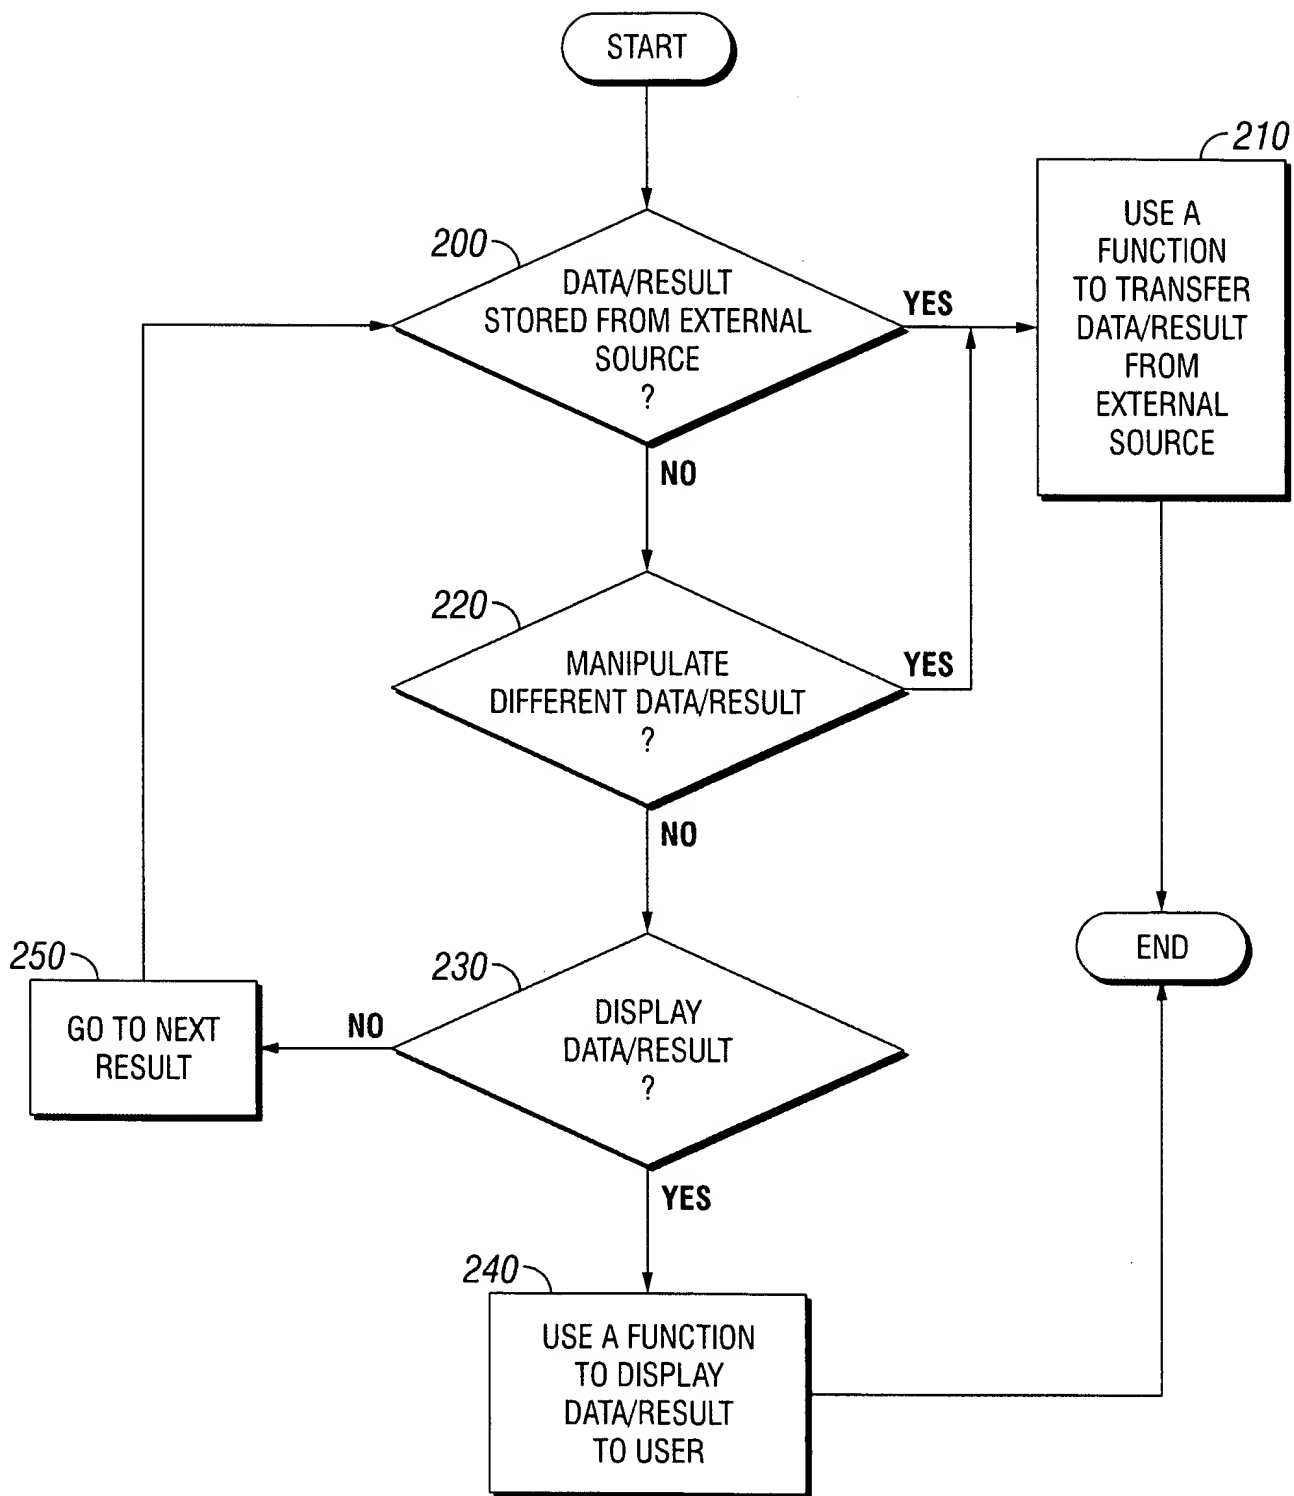 START
210
USE A
FUNCTION
TO TRANSFER
DATA/RESULT
FROM
EXTERNAL
SOURCE
200
DATA/RESULT
STORED FROM EXTERNAL
SOURCE
?
YES
NO
220
MANIPULATE
DIFFERENT DATA/RESULT
?
YES
NO
230
DISPLAY
DATA/RESULT
?
NO
YES
250
GO TO NEXT
RESULT
END
240
USE A FUNCTION
TO DISPLAY
DATA/RESULT
TO USER